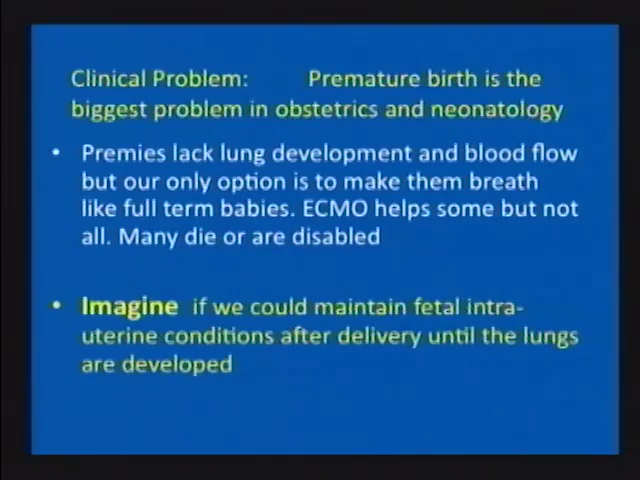 Clinical Problem: Premature birth is the
biggest problem in obstetrics and neonatology
• Premies lack lung development and blood flow
but our only option is to make them breath
like full term babies. ECMO helps some but not
all. Many die or are disabled
• Imagine if we could maintain fetal intra-
uterine conditions after delivery until the lungs
are developed